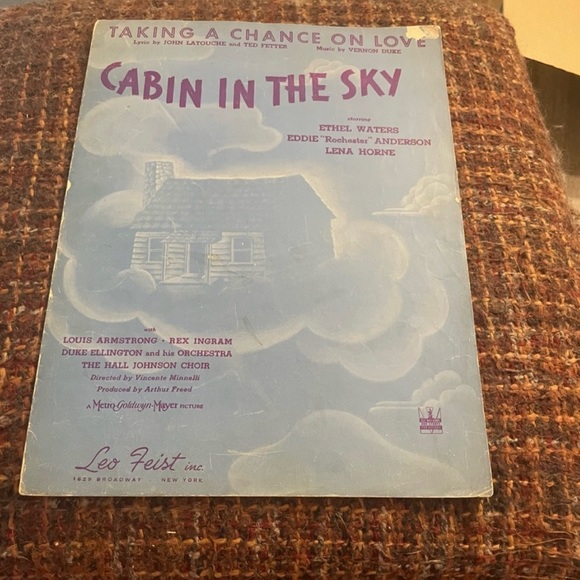 TAKING A CHANCE ON LOVE
Lyric by JOHN LATOUCHE and TED FETTER Music by VERNON DUKE
CABIN IN THE SKY
starring
ETHEL WATERS
EDDIE "Rochester" ANDERSON
LENA HORNE
with
LOUIS ARMSTRONG · REX INGRAM
DUKE ELLINGTON and his ORCHESTRA
THE HALL JOHNSON CHOIR
Directed by Vincente Minnelli
Produced by Arthur Freed
A Metro-Goldwyn-Mayer PICTURE
Leo Feist inc.
1629 BROADWAY NEW YORK